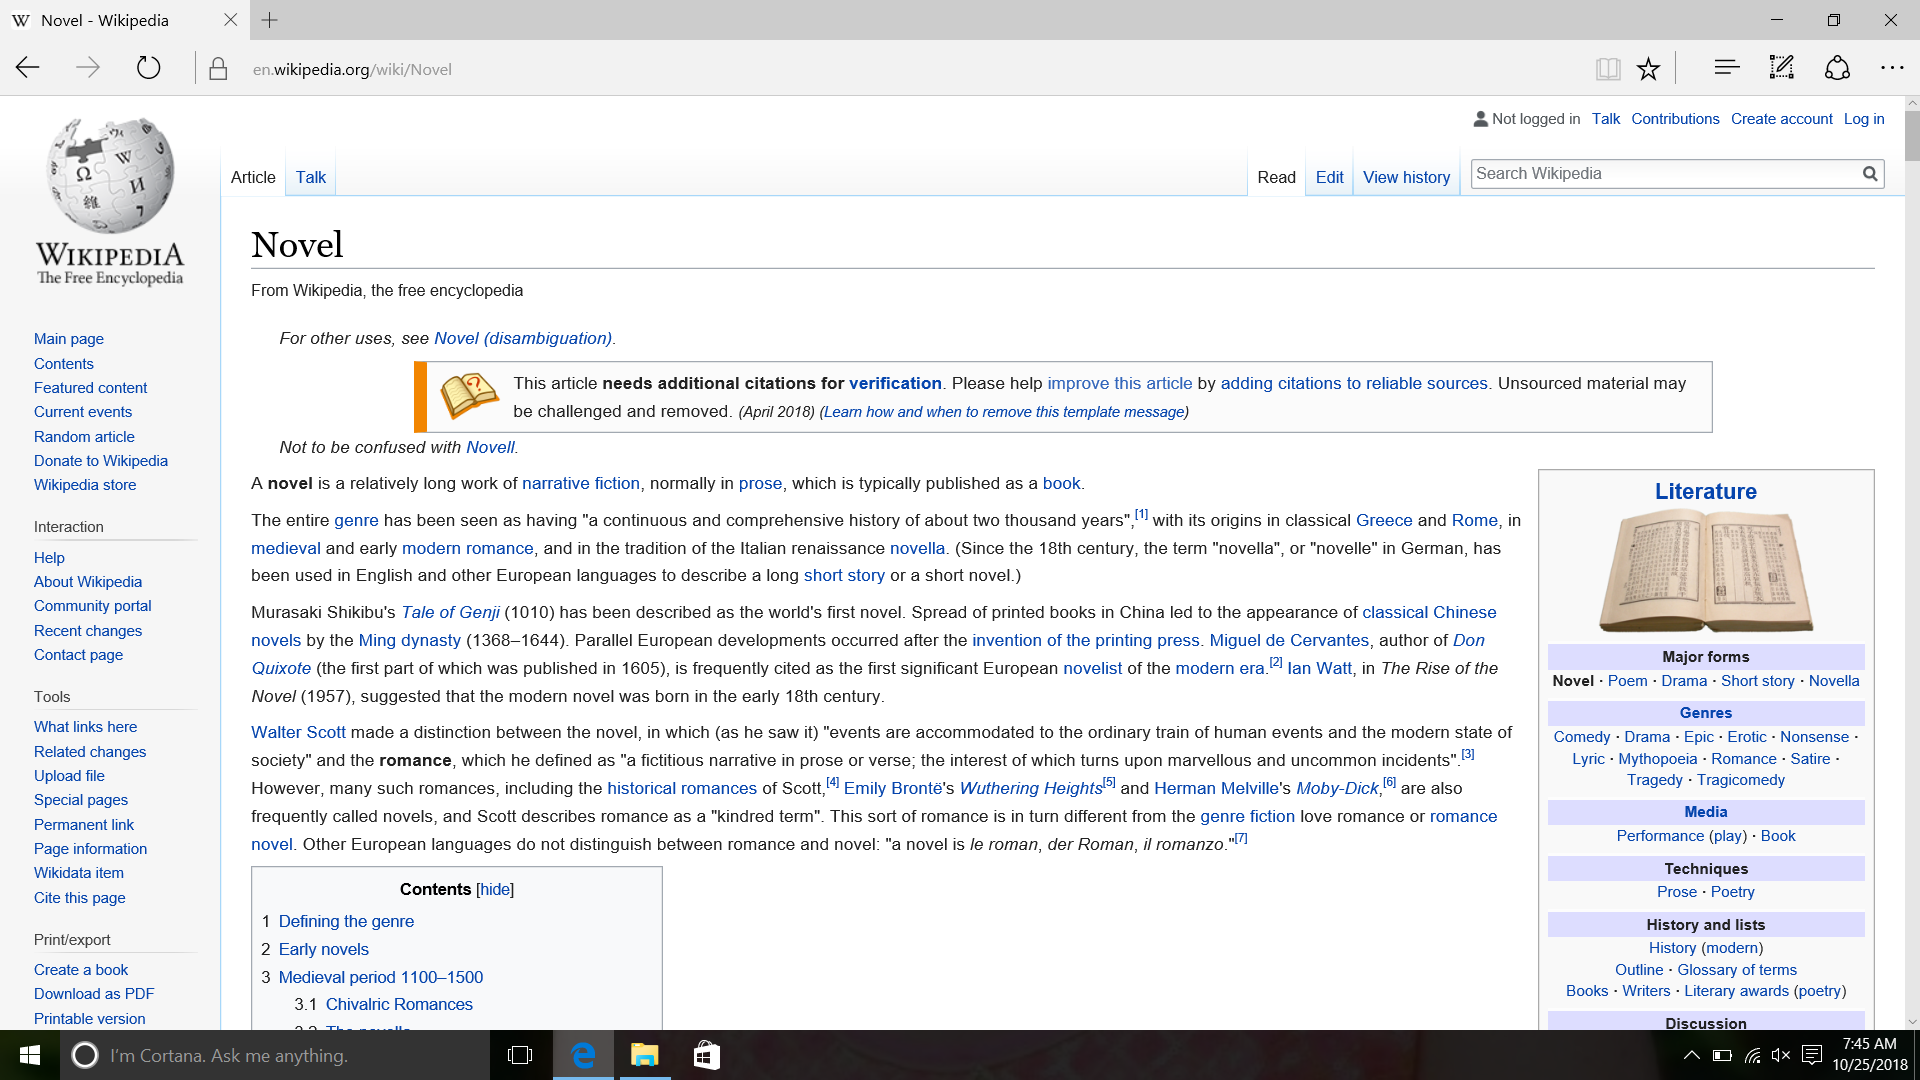 Novel - Wikipedia
en.wikipedia.org/wiki/Novel
Not logged in Talk Contributions Create account Log in
Article Talk Read Edit View history Search Wikipedia
WIKIPEDIA
The Free Encyclopedia
Main page
Contents
Featured content
Current events
Random article
Donate to Wikipedia
Wikipedia store
Interaction
Help
About Wikipedia
Community portal
Recent changes
Contact page
Tools
What links here
Related changes
Upload file
Special pages
Permanent link
Page information
Wikidata item
Cite this page
Print/export
Create a book
Download as PDF
Printable version
Novel
From Wikipedia, the free encyclopedia
For other uses, see Novel (disambiguation).
This article needs additional citations for verification. Please help improve this article by adding citations to reliable sources. Unsourced material may
be challenged and removed. (April 2018) (Learn how and when to remove this template message)
Not to be confused with Novell.
A novel is a relatively long work of narrative fiction, normally in prose, which is typically published as a book.
The entire genre has been seen as having "a continuous and comprehensive history of about two thousand years",[1] with its origins in classical Greece and Rome, in
medieval and early modern romance, and in the tradition of the Italian renaissance novella. (Since the 18th century, the term "novella", or "novelle" in German, has
been used in English and other European languages to describe a long short story or a short novel.)
Murasaki Shikibu's Tale of Genji (1010) has been described as the world's first novel. Spread of printed books in China led to the appearance of classical Chinese
novels by the Ming dynasty (1368–1644). Parallel European developments occurred after the invention of the printing press. Miguel de Cervantes, author of Don
Quixote (the first part of which was published in 1605), is frequently cited as the first significant European novelist of the modern era.[2] Ian Watt, in The Rise of the
Novel (1957), suggested that the modern novel was born in the early 18th century.
Walter Scott made a distinction between the novel, in which (as he saw it) "events are accommodated to the ordinary train of human events and the modern state of
society" and the romance, which he defined as "a fictitious narrative in prose or verse; the interest of which turns upon marvellous and uncommon incidents".[3]
However, many such romances, including the historical romances of Scott,[4] Emily Brontë's Wuthering Heights[5] and Herman Melville's Moby-Dick,[6] are also
frequently called novels, and Scott describes romance as a "kindred term". This sort of romance is in turn different from the genre fiction love romance or romance
novel. Other European languages do not distinguish between romance and novel: "a novel is le roman, der Roman, il romanzo."[7]
Contents [hide]
1 Defining the genre
2 Early novels
3 Medieval period 1100–1500
3.1 Chivalric Romances
3.2 The novella
Literature
Major forms
Novel · Poem · Drama · Short story · Novella
Genres
Comedy · Drama · Epic · Erotic · Nonsense ·
Lyric · Mythopoeia · Romance · Satire ·
Tragedy · Tragicomedy
Media
Performance (play) · Book
Techniques
Prose · Poetry
History and lists
History (modern)
Outline · Glossary of terms
Books · Writers · Literary awards (poetry)
Discussion
I'm Cortana. Ask me anything.
7:45 AM
10/25/2018